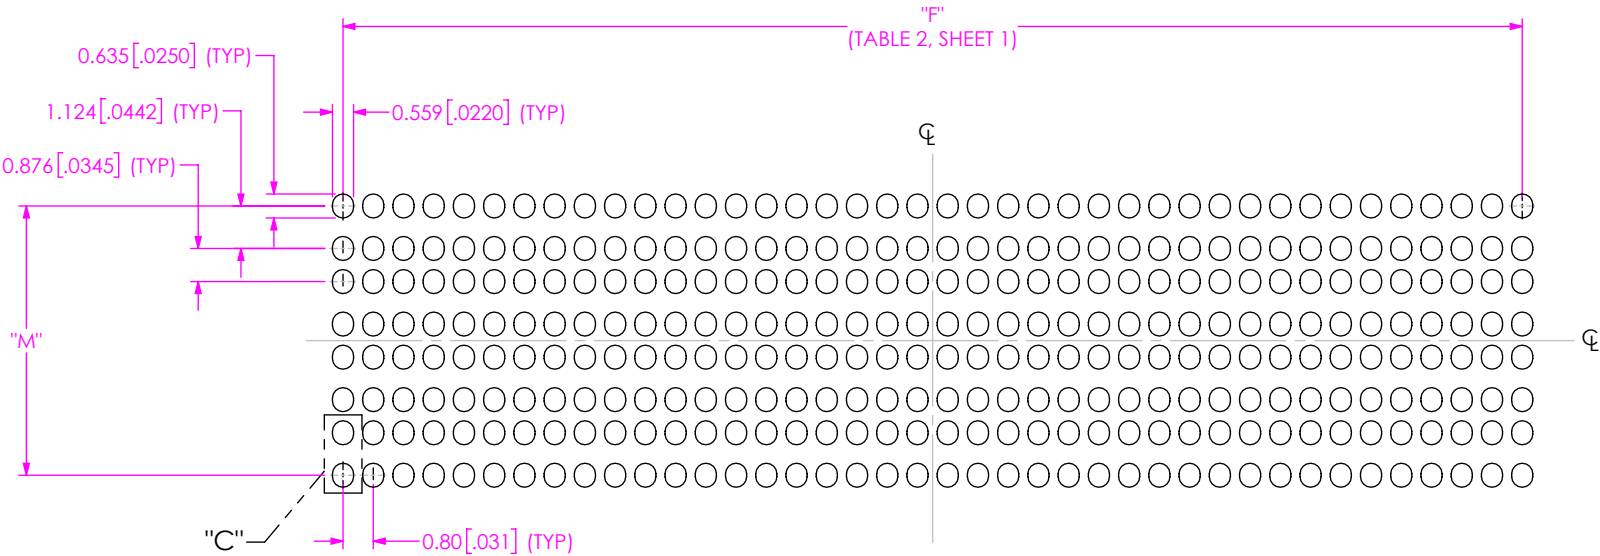 "F"
(TABLE 2, SHEET 1)
0.635[.0250] (TYP)
1.124[.0442] (TYP)
0.559[.0220] (TYP)
℄
0.876[.0345] (TYP)
"M"
℄
"C"
0.80[.031] (TYP)